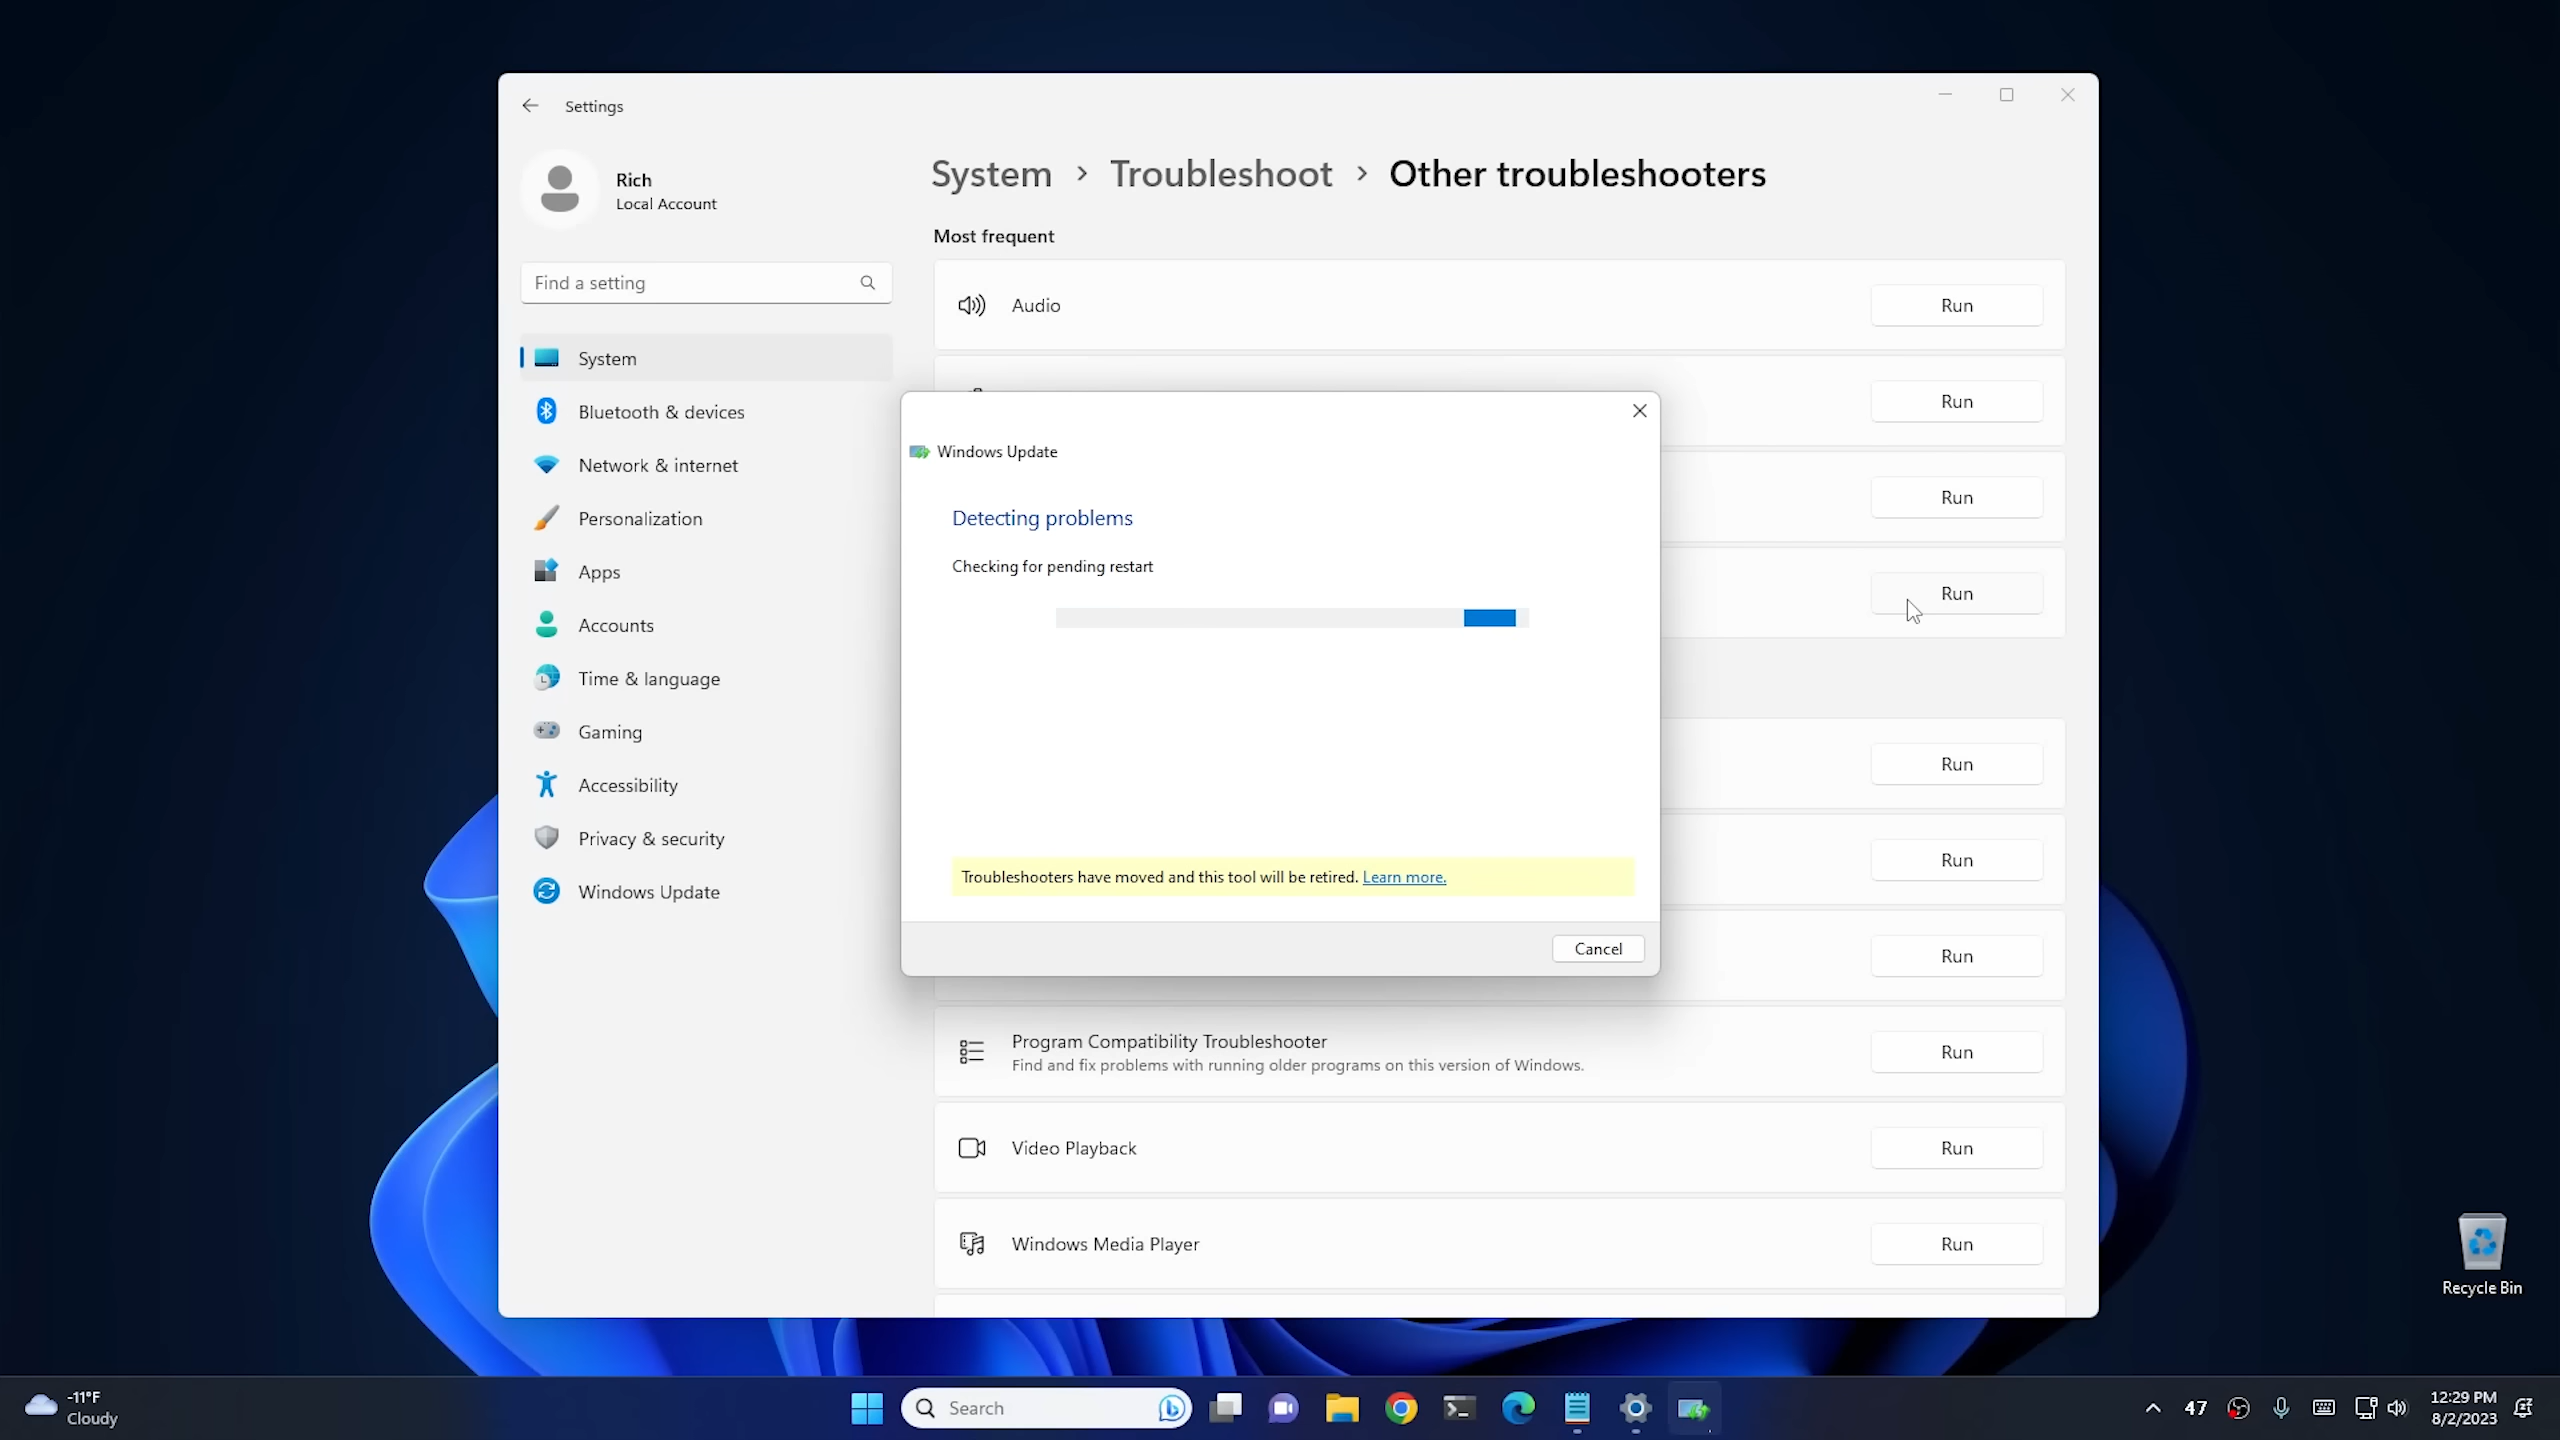 Settings
Rich
Local Account
Find a setting
System
Bluetooth & devices
Network & internet
Personalization
Apps
Accounts
Time & language
Gaming
Accessibility
Privacy & security
Windows Update
System › Troubleshoot › Other troubleshooters
Most frequent
Audio
Run
Run
Run
Run
Run
Run
Run
Program Compatibility Troubleshooter
Find and fix problems with running older programs on this version of Windows.
Run
Video Playback
Run
Windows Media Player
Run
Windows Update
Detecting problems
Checking for pending restart
Troubleshooters have moved and this tool will be retired. Learn more.
Cancel
Recycle Bin
-11°F
Cloudy
Search
47
12:29 PM
8/2/2023